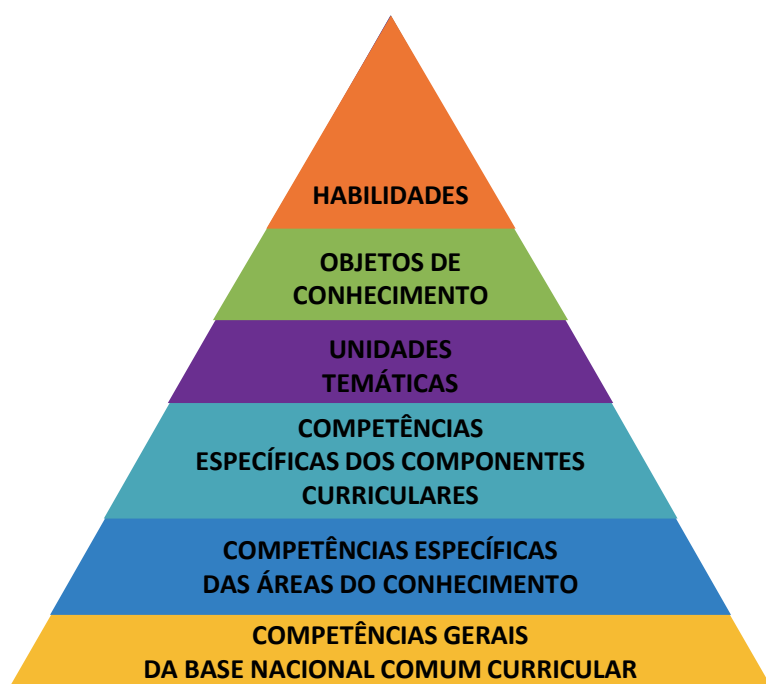 HABILIDADES
OBJETOS DE
CONHECIMENTO
UNIDADES
TEMÁTICAS
COMPETÊNCIAS
ESPECÍFICAS DOS COMPONENTES
CURRICULARES
COMPETÊNCIAS ESPECÍFICAS
DAS ÁREAS DO CONHECIMENTO
COMPETÊNCIAS GERAIS
DA BASE NACIONAL COMUM CURRICULAR